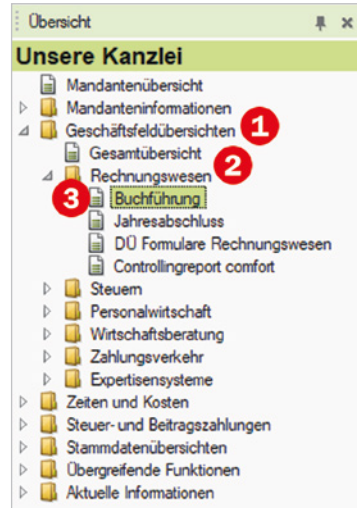 Übersicht
Unsere Kanzlei
Mandantenübersicht
Mandanteninformationen
Geschäftsfeldübersichten 1
Gesamtübersicht
Rechnungswesen 2
3 Buchführung
Jahresabschluss
DÜ Formulare Rechnungswesen
Controllingreport comfort
Steuern
Personalwirtschaft
Wirtschaftsberatung
Zahlungsverkehr
Expertisensysteme
Zeiten und Kosten
Steuer- und Beitragszahlungen
Stammdatenübersichten
Übergreifende Funktionen
Aktuelle Informationen